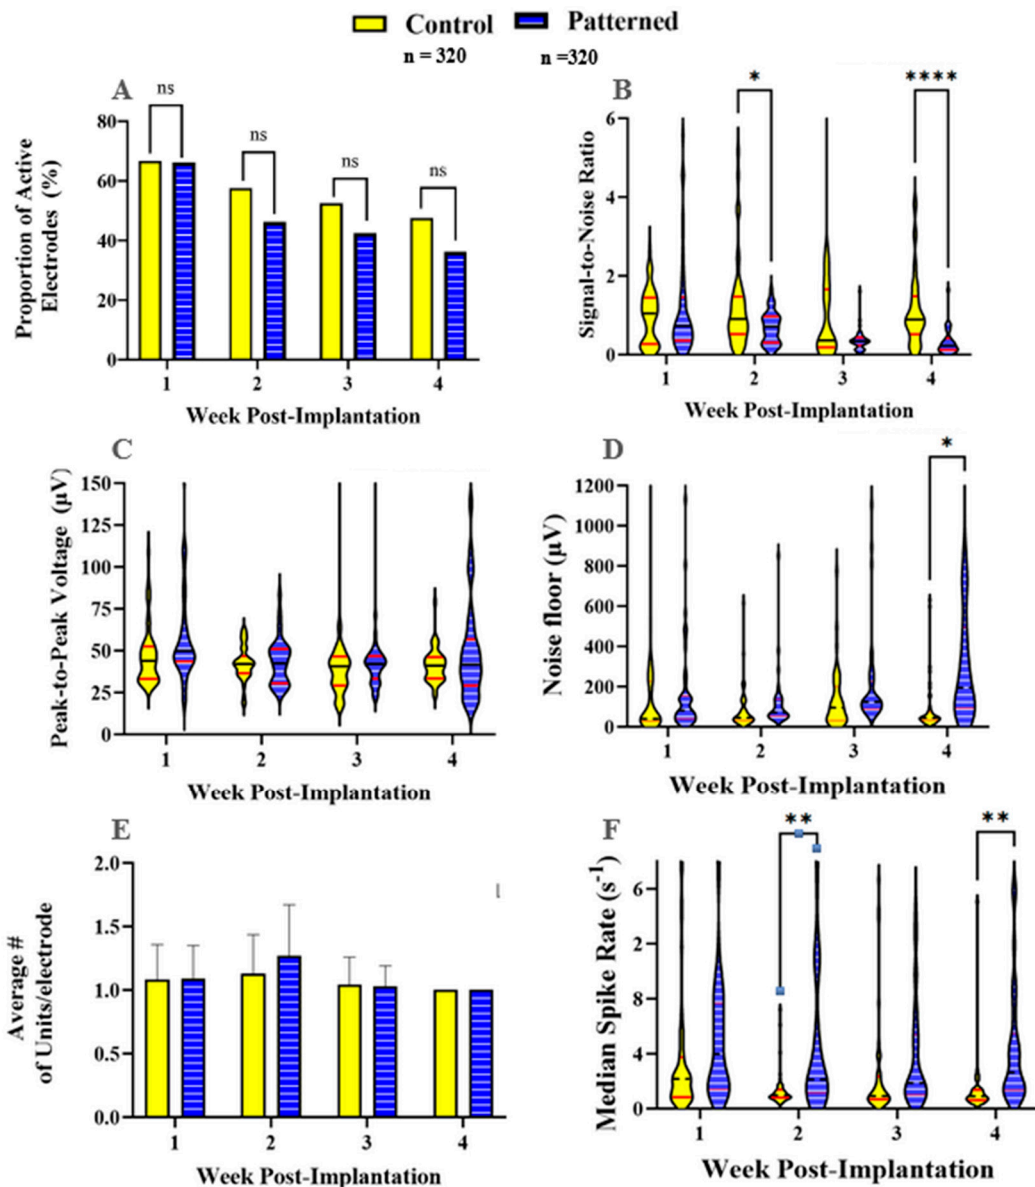 Control Patterned
n = 320 n =320
A
Proportion of Active
Electrodes (%)
80
60
40
20
0
ns
ns
ns
ns
1 2 3 4
Week Post-Implantation
B
Signal-to-Noise Ratio
6
4
2
0
*
****
1 2 3 4
Week Post-Implantation
C
Peak-to-Peak Voltage (µV)
150
125
100
75
50
25
0
1 2 3 4
Week Post-Implantation
D
Noise floor (µV)
1200
1000
800
600
400
200
0
*
1 2 3 4
Week Post-Implantation
E
Average #
of Units/electrode
2.0
1.5
1.0
0.5
0.0
1 2 3 4
Week Post-Implantation
F
Median Spike Rate (s⁻¹)
6
2
8
4
0
**
**
1 2 3 4
Week Post-Implantation